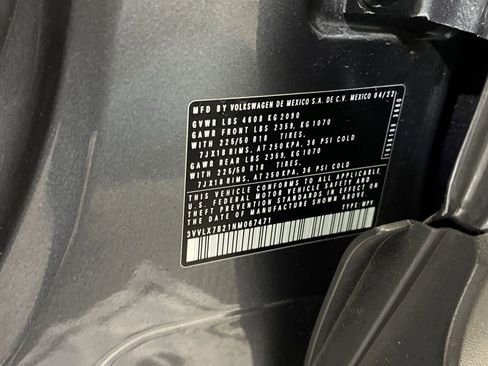 MFD BY VOLKSWAGEN DE MEXICO S.A. DE C.V. MEXICO 04/22
GVWR LBS 4608 KG 2090
GAWR FRONT LBS 2359, KG 1070
WITH 225/50 R18 TIRES.
7JX18 RIMS. AT 250 KPA, 36 PSI COLD
GAWR REAR LBS 2359, KG 1070
WITH 225/50 R18 TIRES.
7JX18 RIMS. AT 250 KPA, 36 PSI COLD
THIS VEHICLE CONFORMS TO ALL APPLICABLE
FEDERAL MOTOR VEHICLE SAFETY AND
THEFT PREVENTION STANDARDS IN EFFECT
ON THE DATE OF MANUFACTURE SHOWN ABOVE.
3VVLX7B21NM067471 TYPE: MPV